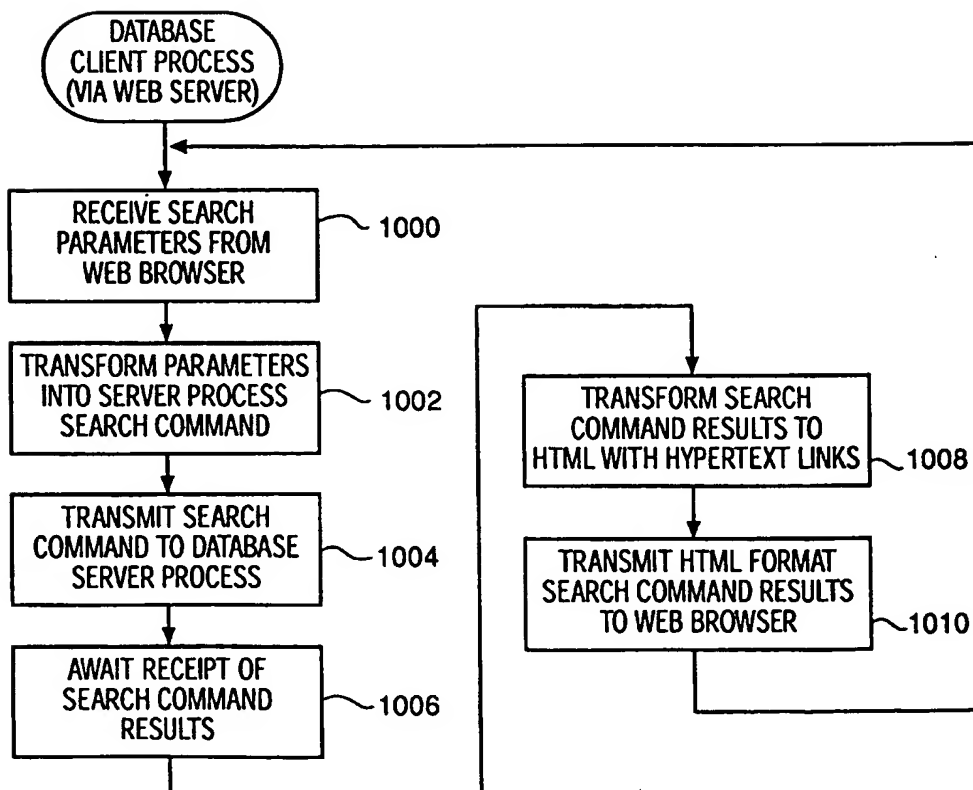 DATABASE
CLIENT PROCESS
(VIA WEB SERVER)
RECEIVE SEARCH
PARAMETERS FROM
WEB BROWSER
1000
TRANSFORM PARAMETERS
INTO SERVER PROCESS
SEARCH COMMAND
1002
TRANSMIT SEARCH
COMMAND TO DATABASE
SERVER PROCESS
1004
AWAIT RECEIPT OF
SEARCH COMMAND
RESULTS
1006
TRANSFORM SEARCH
COMMAND RESULTS TO
HTML WITH HYPERTEXT LINKS
1008
TRANSMIT HTML FORMAT
SEARCH COMMAND RESULTS
TO WEB BROWSER
1010